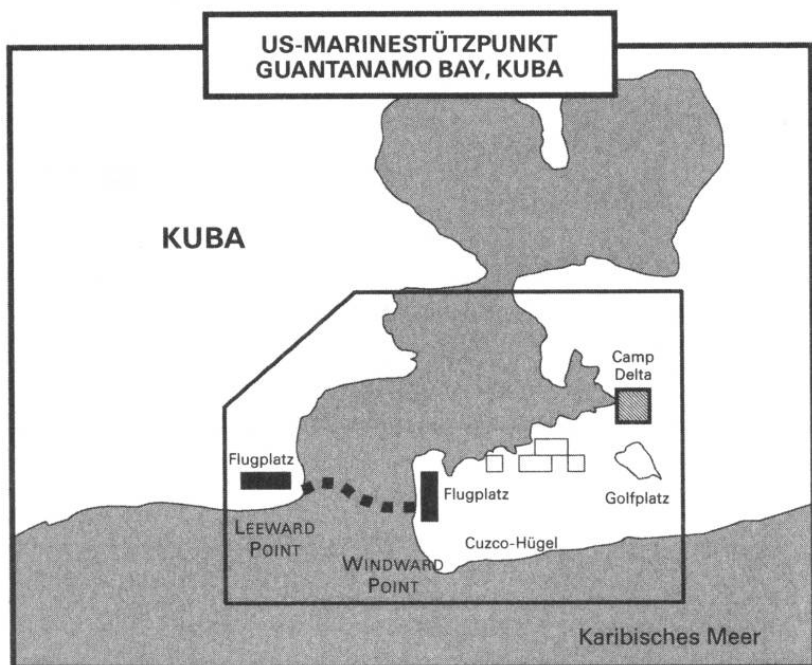 US-MARINESTÜTZPUNKT
GUANTANAMO BAY, KUBA
KUBA
Camp
Delta
Flugplatz
Flugplatz
Golfplatz
LEEWARD
POINT
Cuzco-Hügel
WINDWARD
POINT
Karibisches Meer